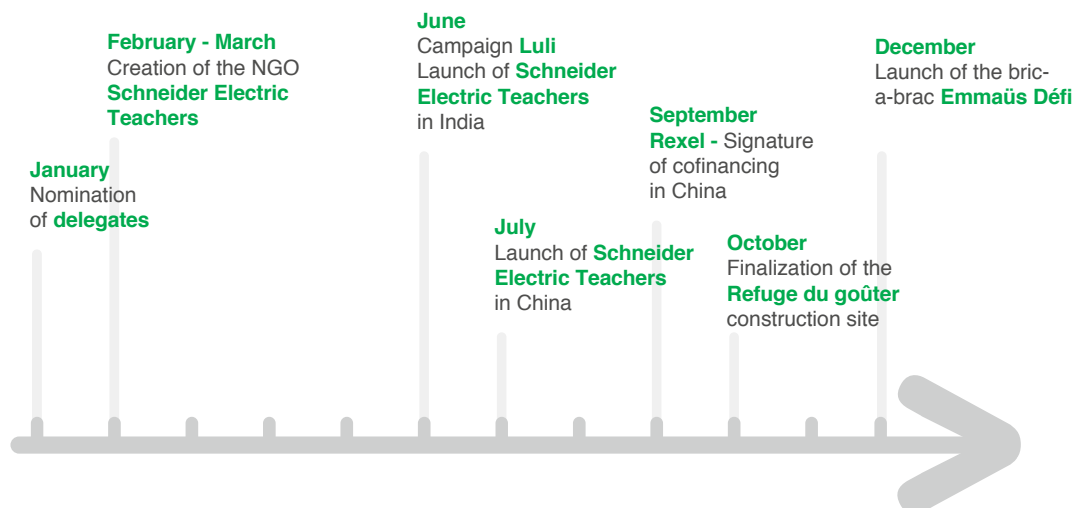 January
Nomination
of delegates
February - March
Creation of the NGO
Schneider Electric
Teachers
June
Campaign Luli
Launch of Schneider
Electric Teachers
in India
July
Launch of Schneider
Electric Teachers
in China
September
Rexel - Signature
of cofinancing
in China
October
Finalization of the
Refuge du goûter
construction site
December
Launch of the bric-
a-brac Emmaüs Défi